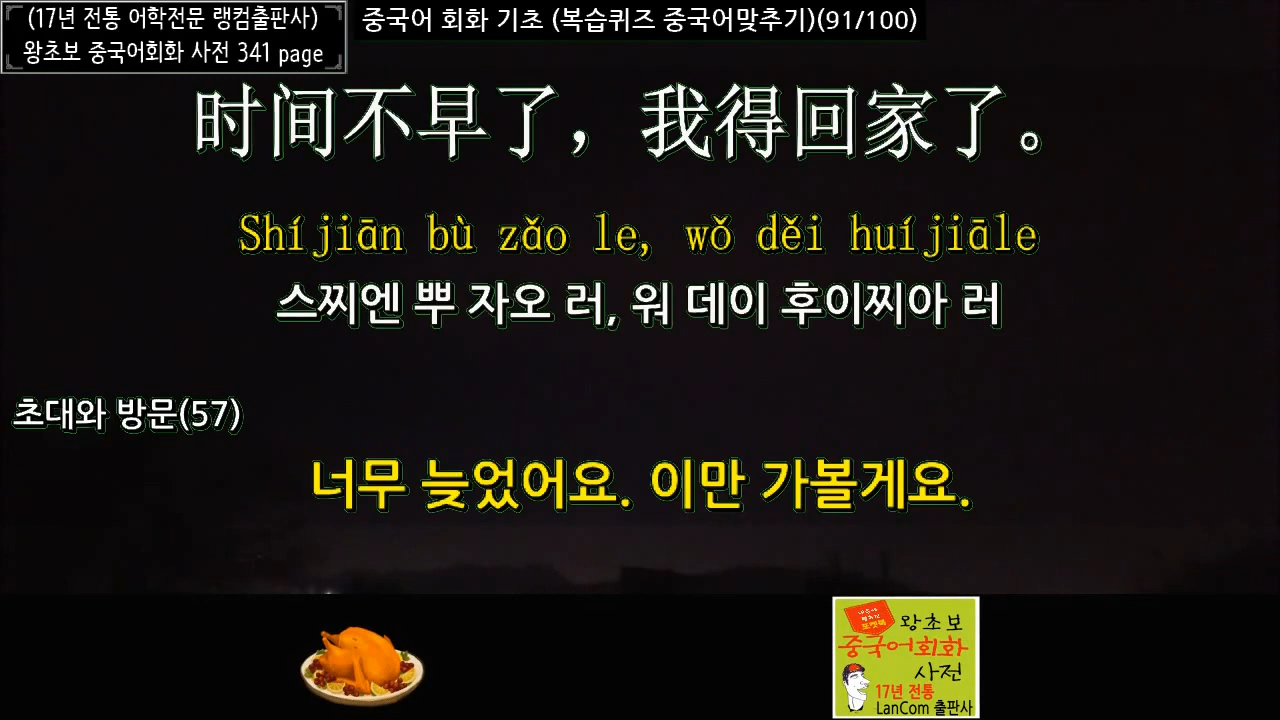 (17년 전통 어학전문 랭컴출판사)
왕초보 중국어회화 사전 341 page
중국어 회화 기초 (복습퀴즈 중국어맞추기)(91/100)
时间不早了，我得回家了。
Shíjiān bù zǎo le, wǒ děi huíjiāle
스찌엔 뿌 자오 러, 워 데이 후이찌아 러
초대와 방문(57)
너무 늦었어요. 이만 가볼게요.
포켓북
왕초보
중국어회화
사전
17년 전통
LanCom 출판사